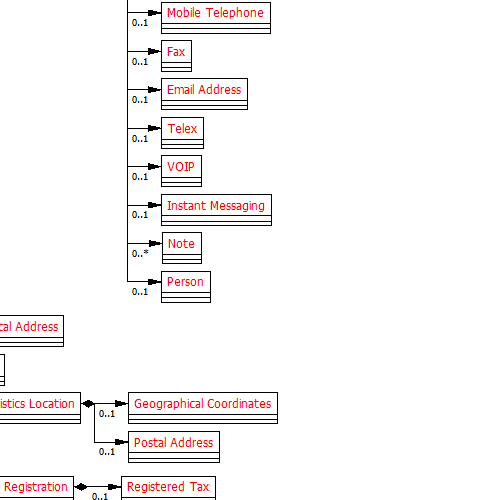 Mobile Telephone
0..1
Fax
0..1
Email Address
0..1
Telex
0..1
VOIP
0..1
Instant Messaging
0..1
Note
0..*
Person
0..1
tal Address
istics Location
Geographical Coordinates
0..1
Postal Address
0..1
Registration
Registered Tax
0..1